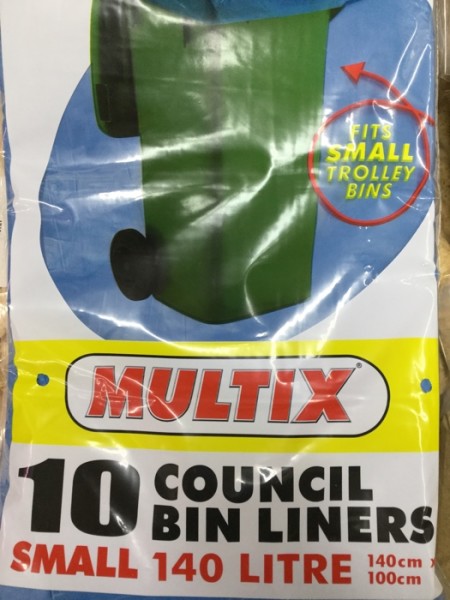 FITS
SMALL
TROLLEY
BINS
MULTIX®
10 COUNCIL
BIN LINERS
SMALL 140 LITRE 140cm x
100cm